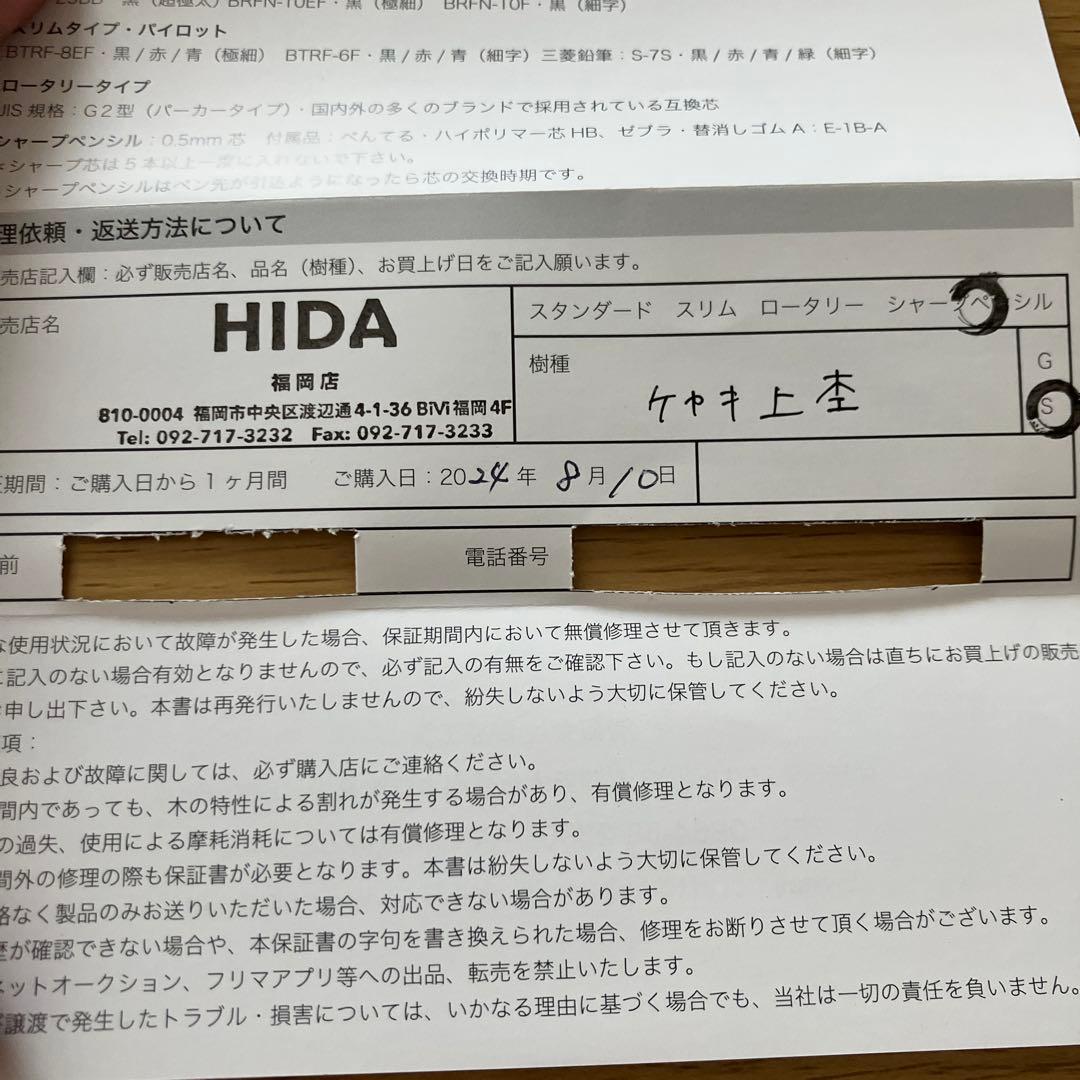 BRFN-10EF・黒（極細） BRFN-10F・黒（細字）
スリムタイプ・パイロット
BTRF-8EF・黒/赤/青（極細） BTRF-6F・黒/赤/青（細字）三菱鉛筆：S-7S・黒/赤/青/緑（細字）
ロータリータイプ
JIS 規格：G２型（パーカータイプ）・国内外の多くのブランドで採用されている互換芯
シャープペンシル：0.5mm 芯 付属品：ぺんてる・ハイポリマー芯 HB、ゼブラ・替消しゴム A：E-1B-A
シャープ芯は５本以上一度に入れないで下さい。
シャープペンシルはペン先が引込ようになったら芯の交換時期です。
理依頼・返送方法について
売店記入欄：必ず販売店名、品名（樹種）、お買上げ日をご記入願います。
売店名
HIDA
福岡店
810-0004 福岡市中央区渡辺通4-1-36 BiVi福岡4F
Tel: 092-717-3232 Fax: 092-717-3233
スタンダード スリム ロータリー シャープペンシル
樹種
ケヤキ上杢
G
S
期間：ご購入日から１ヶ月間 ご購入日：2024年 8月10日
前
電話番号
な使用状況において故障が発生した場合、保証期間内において無償修理させて頂きます。
に記入のない場合有効となりませんので、必ず記入の有無をご確認下さい。もし記入のない場合は直ちにお買上げの販売
申し出下さい。本書は再発行いたしませんので、紛失しないよう大切に保管してください。
項：
良および故障に関しては、必ず購入店にご連絡ください。
間内であっても、木の特性による割れが発生する場合があり、有償修理となります。
の過失、使用による摩耗消耗については有償修理となります。
間外の修理の際も保証書が必要となります。本書は紛失しないよう大切に保管してください。
絡なく製品のみお送りいただいた場合、対応できない場合があります。
歴が確認できない場合や、本保証書の字句を書き換えられた場合、修理をお断りさせて頂く場合がございます。
ネットオークション、フリマアプリ等への出品、転売を禁止いたします。
譲渡で発生したトラブル・損害については、いかなる理由に基づく場合でも、当社は一切の責任を負いません。